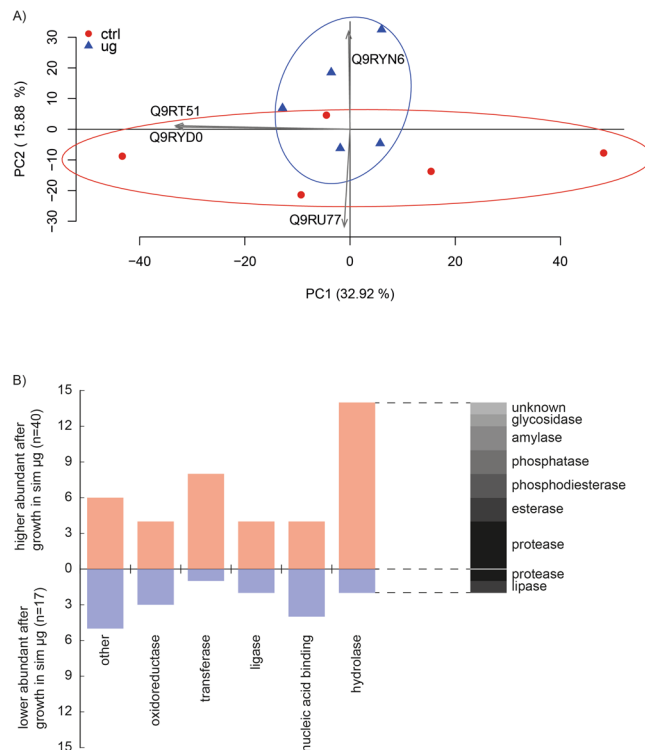 A)
ctrl
ug
30
20
10
0
−10
−20
−30
PC2 ( 15.88 %)
Q9RYN6
Q9RT51
Q9RYD0
Q9RU77
−40
−20
0
20
40
PC1 (32.92 %)
B)
15
12
9
6
3
0
3
6
9
12
15
higher abundant after
growth in sim µg (n=40)
lower abundant after
growth in sim µg (n=17)
other
oxidoreductase
transferase
ligase
nucleic acid binding
hydrolase
unknown
glycosidase
amylase
phosphatase
phosphodiesterase
esterase
protease
protease
lipase